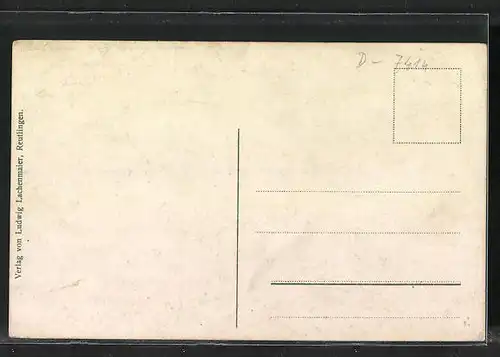 D - 7414
Verlag von Ludwig Lachenmaier, Reutlingen.